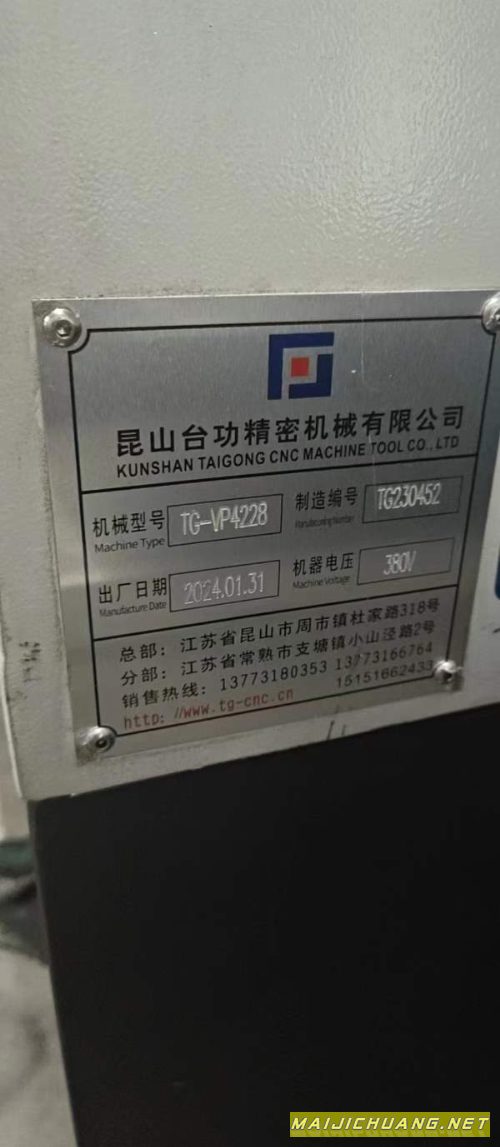 昆山台功精密机械有限公司
KUNSHAN TAIGONG CNC MACHINE TOOL CO., LTD
机械型号 TG-VP4228 制造编号 TG230452
Machine Type Manufacturing Number
出厂日期 2024.01.31 机器电压 380V
Manufacture Date Machine Voltage
总部：江苏省昆山市周市镇杜家路318号
分部：江苏省常熟市支塘镇小山泾路2号
销售热线：13773180353 13773166764
http://www.tg-cnc.cn 15151662433
MAIJICHUANG.NET